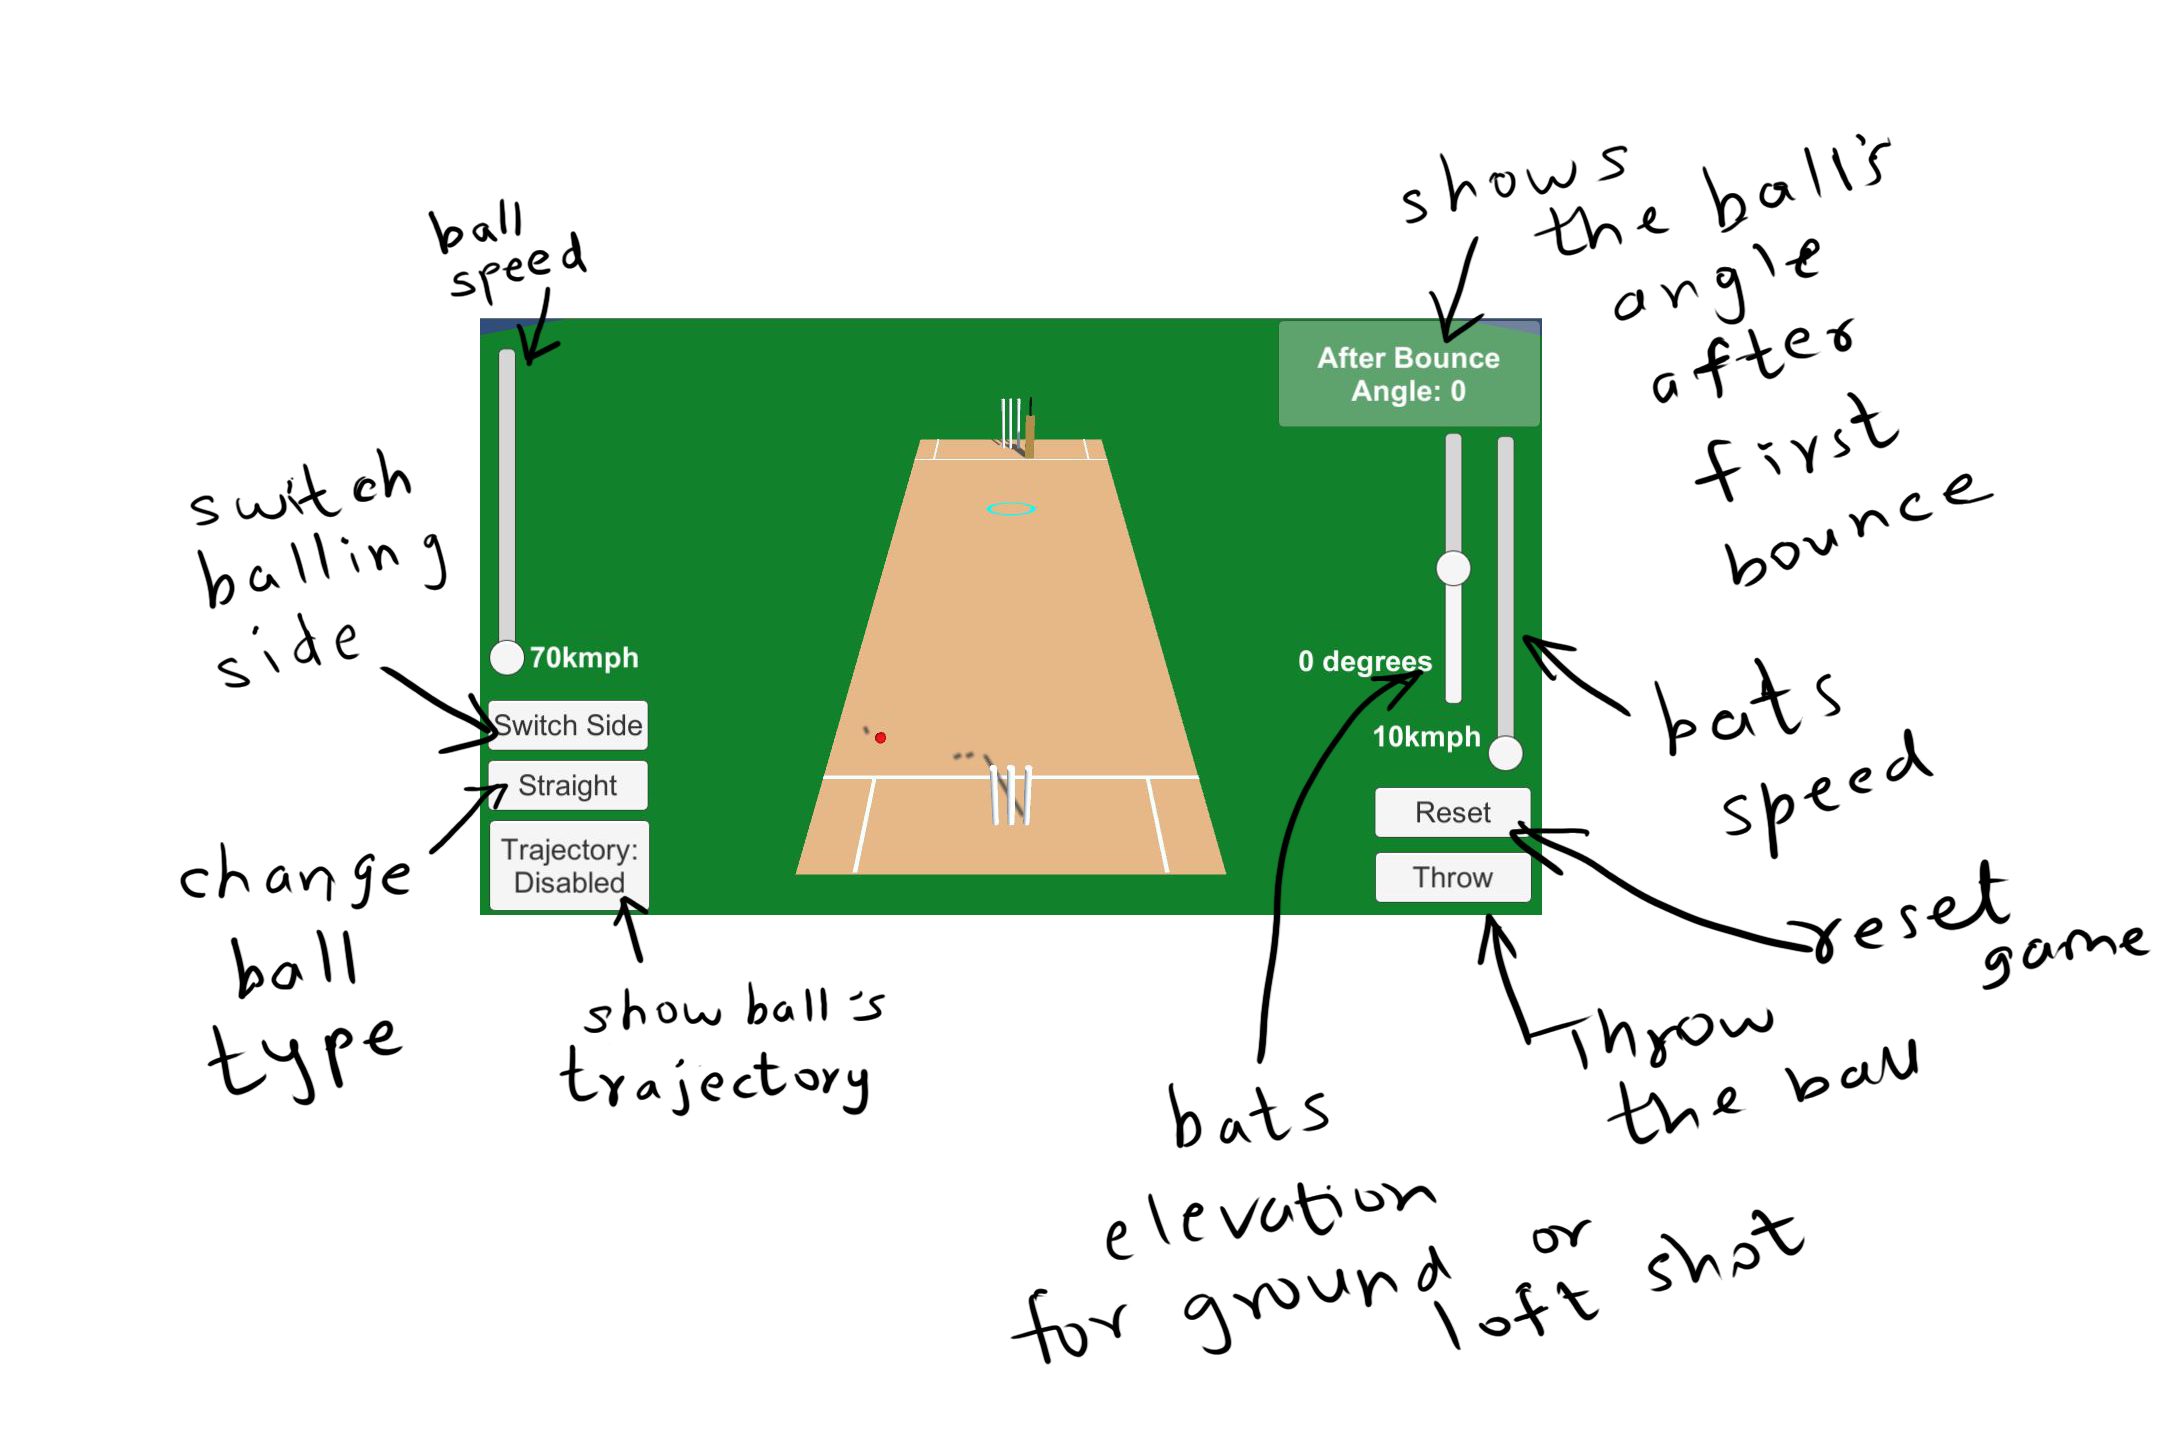 ball
speed
shows
the ball's
angle
after
first
bounce
After Bounce
Angle: 0
switch
balling
side
70kmph
0 degrees
10kmph
bats
speed
Switch Side
Straight
Trajectory:
Disabled
Reset
Throw
change
ball
type
show ball's
trajectory
reset
game
Throw
the ball
bats
elevation
for ground or
loft shot